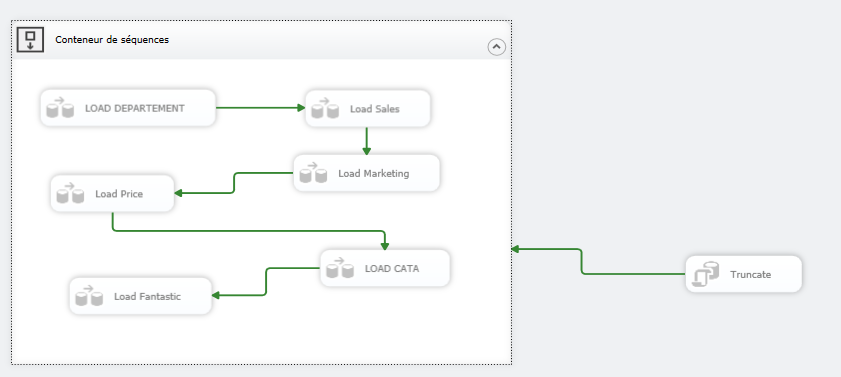 Conteneur de séquences
LOAD DEPARTEMENT
Load Sales
Load Marketing
Load Price
LOAD CATA
Load Fantastic
Truncate